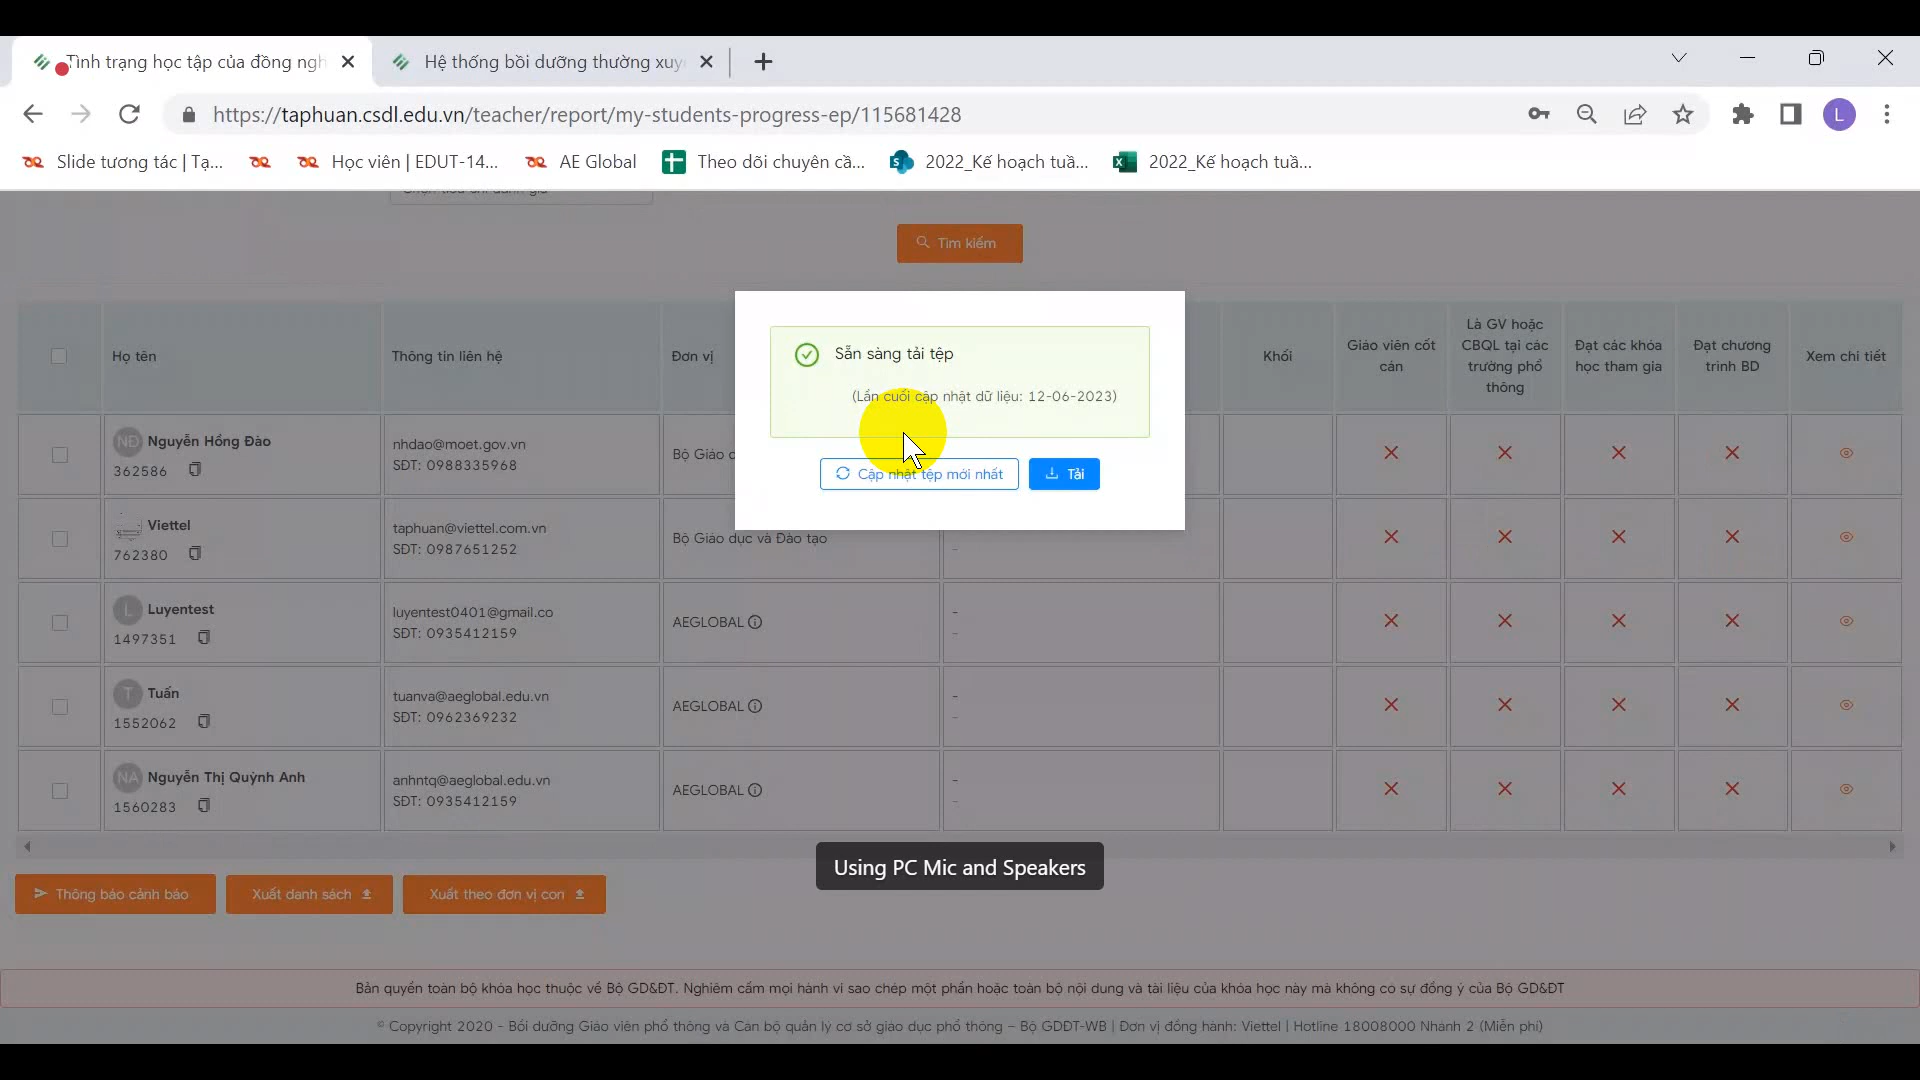 Tình trạng học tập của đồng ngh
Hệ thống bồi dưỡng thường xuy
https://taphuan.csdl.edu.vn/teacher/report/my-students-progress-ep/115681428
L
Slide tương tác | Tạ...
Học viên | EDUT-14...
AE Global
Theo dõi chuyên cầ...
2022_Kế hoạch tuầ...
2022_Kế hoạch tuầ...
Tìm kiếm
Họ tên
Thông tin liên hệ
Đơn vị
Khối
Giáo viên cốt
cán
Là GV hoặc
CBQL tại các
trường phổ
thông
Đạt các khóa
học tham gia
Đạt chương
trình BD
Xem chi tiết
Sẵn sàng tải tệp
(Lần cuối cập nhật dữ liệu: 12-06-2023)
Cập nhật tệp mới nhất
Tải
NĐ Nguyễn Hồng Đào
362586
nhdao@moet.gov.vn
SĐT: 0988335968
Bộ Giáo d
Viettel
762380
taphuan@viettel.com.vn
SĐT: 0987651252
Bộ Giáo dục và Đào tạo
-
L Luyentest
1497351
luyentest0401@gmail.co
SĐT: 0935412159
AEGLOBAL
-
-
T Tuấn
1552062
tuanva@aeglobal.edu.vn
SĐT: 0962369232
AEGLOBAL
-
-
NA Nguyễn Thị Quỳnh Anh
1560283
anhntq@aeglobal.edu.vn
SĐT: 0935412159
AEGLOBAL
-
-
Using PC Mic and Speakers
Thông báo cảnh báo
Xuất danh sách
Xuất theo đơn vị con
Bản quyền toàn bộ khóa học thuộc về Bộ GD&ĐT. Nghiêm cấm mọi hành vi sao chép một phần hoặc toàn bộ nội dung và tài liệu của khóa học này mà không có sự đồng ý của Bộ GD&ĐT
© Copyright 2020 - Bồi dưỡng Giáo viên phổ thông và Cán bộ quản lý cơ sở giáo dục phổ thông – Bộ GDĐT-WB | Đơn vị đồng hành: Viettel | Hotline 18008000 Nhánh 2 (Miễn phí)